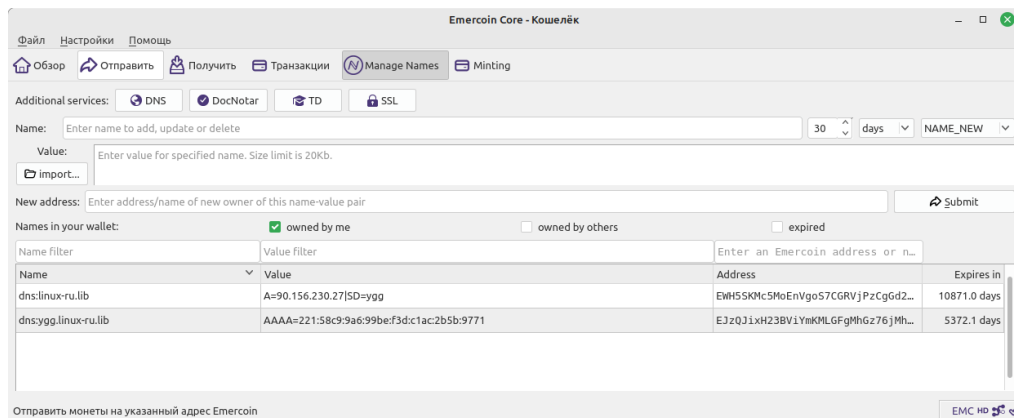 Emercoin Core - Кошелёк
Файл Настройки Помощь
Обзор Отправить Получить Транзакции Manage Names Minting
Additional services: DNS DocNotar TD SSL
Name: Enter name to add, update or delete 30 days NAME_NEW
Value: Enter value for specified name. Size limit is 20Kb.
import...
New address: Enter address/name of new owner of this name-value pair Submit
Names in your wallet: owned by me owned by others expired
Name filter Value filter Enter an Emercoin address or n…
Name Value Address Expires in
dns:linux-ru.lib A=90.156.230.27|SD=ygg EWH5SKMc5MoEnVgoS7CGRVjPzCgGd2… 10871.0 days
dns:ygg.linux-ru.lib AAAA=221:58c9:9a6:99be:f3d:c1ac:2b5b:9771 EJzQJixH23BViYmKMLGFgMhGz76jMh… 5372.1 days
Отправить монеты на указанный адрес Emercoin EMC HD